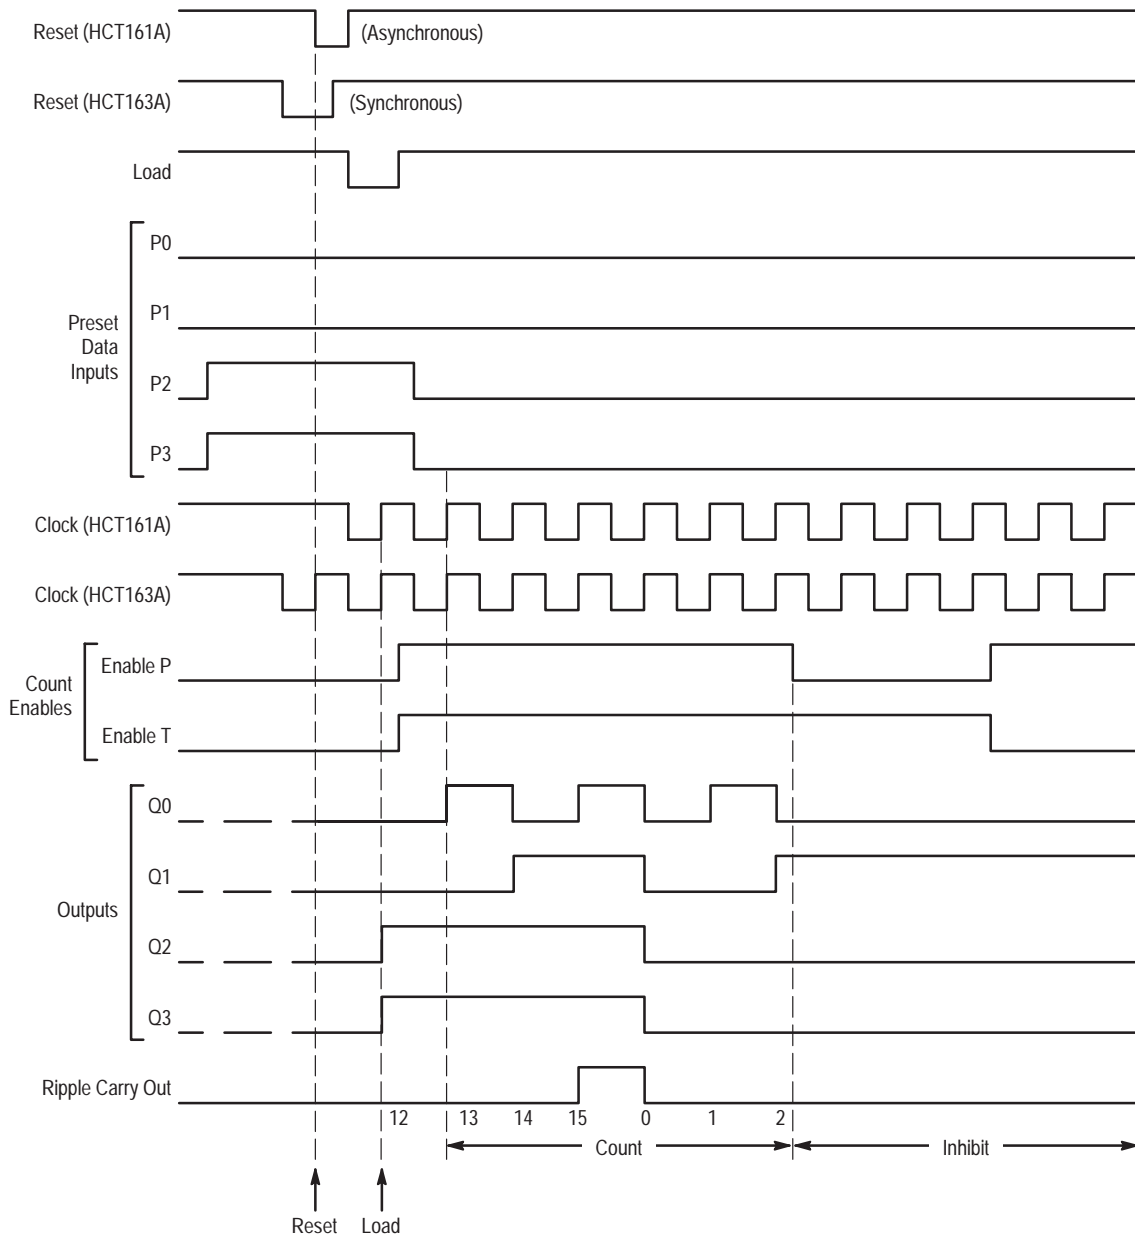 Reset (HCT161A)
(Asynchronous)
Reset (HCT163A)
(Synchronous)
Load
Preset
Data
Inputs
P0
P1
P2
P3
Clock (HCT161A)
Clock (HCT163A)
Count
Enables
Enable P
Enable T
Outputs
Q0
Q1
Q2
Q3
Ripple Carry Out
12 13 14 15 0 1 2
Count Inhibit
Reset Load